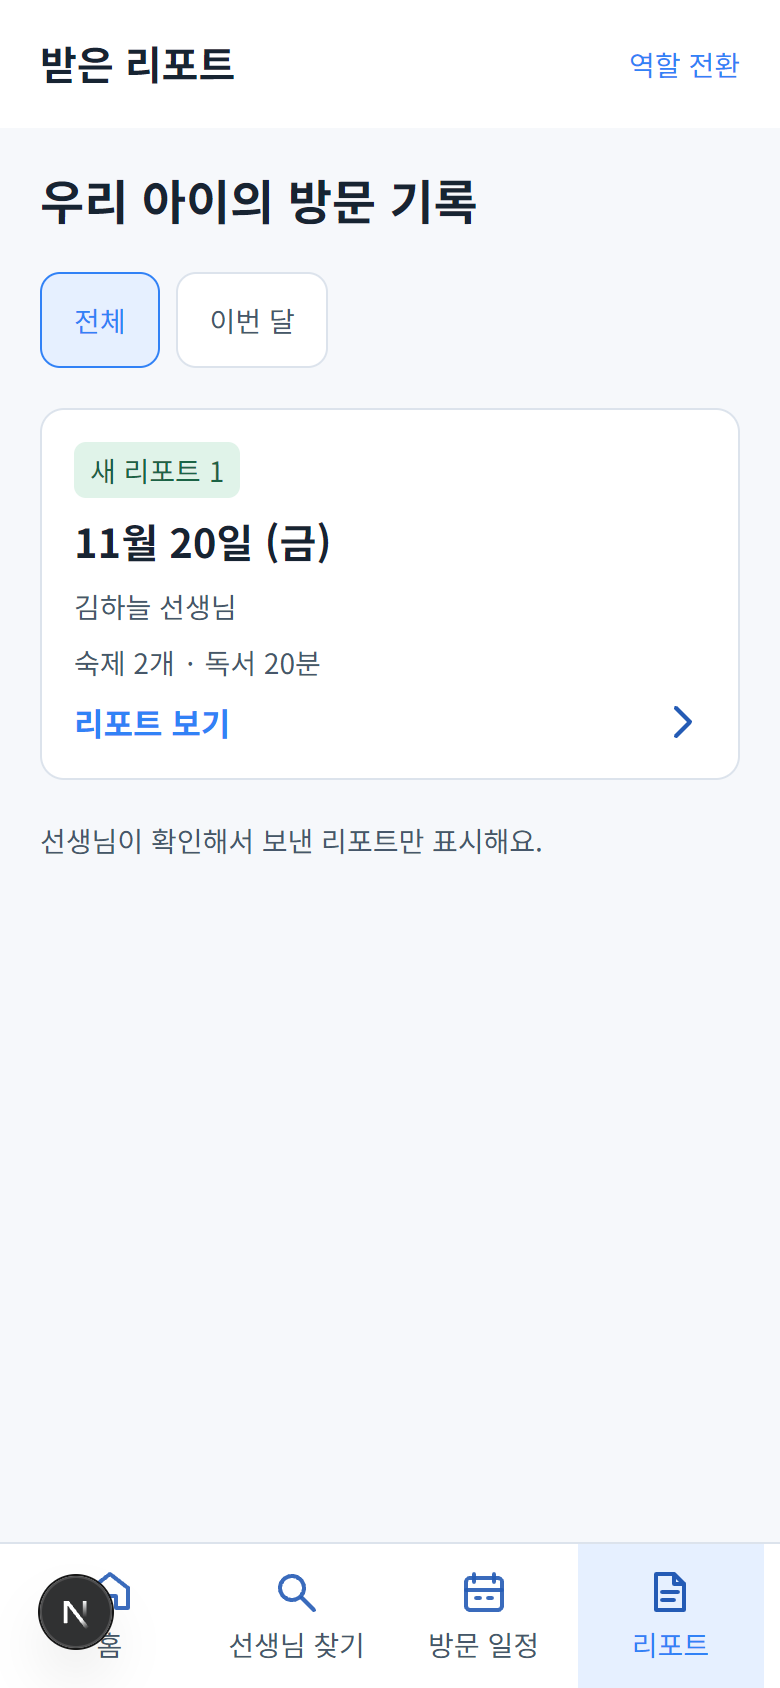 받은 리포트
역할 전환
우리 아이의 방문 기록
전체
이번 달
새 리포트 1
11월 20일 (금)
김하늘 선생님
숙제 2개 · 독서 20분
리포트 보기
선생님이 확인해서 보낸 리포트만 표시해요.
N
홈
선생님 찾기
방문 일정
리포트